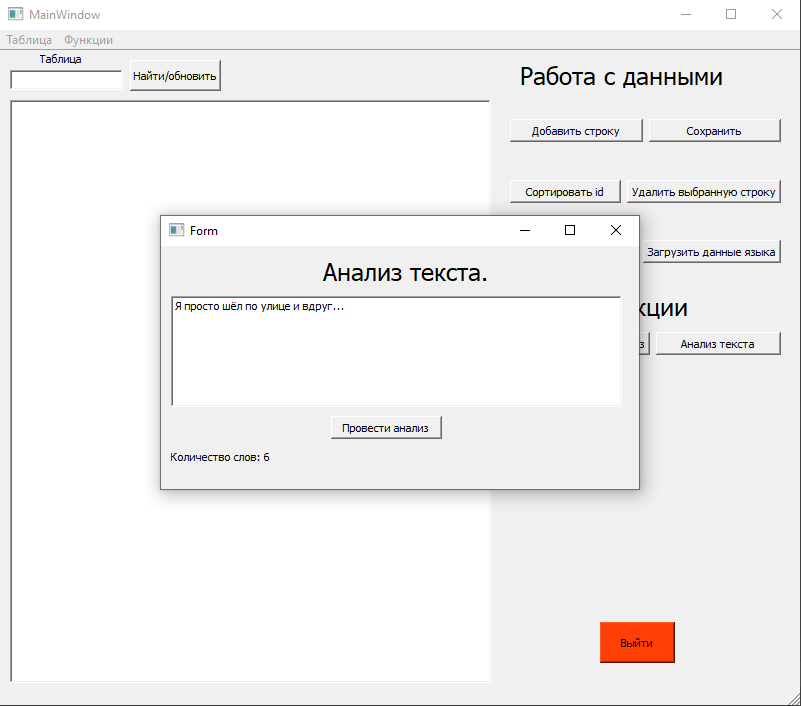 MainWindow
Таблица Функции
Таблица
Найти/обновить
Работа с данными
Добавить строку Сохранить
Сортировать id Удалить выбранную строку
Загрузить данные языка
Анализ текста
Form
Анализ текста.
Я просто шёл по улице и вдруг...
Провести анализ
Количество слов: 6
Выйти